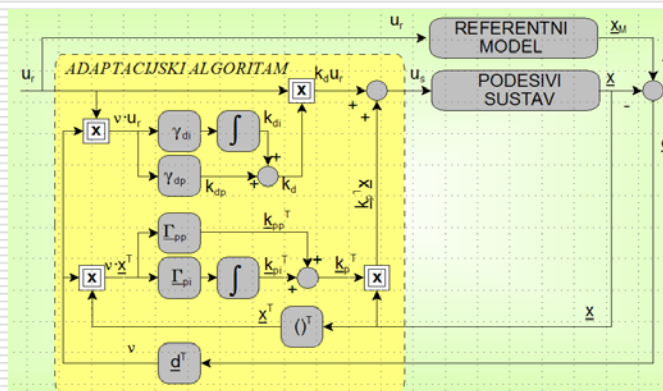 u_r
REFERENTNI
MODEL
x_M
u_r
ADAPTACIJSKI ALGORITAM
k_d u_r
u_s
PODESIVI
SUSTAV
x
x
+
+
-
x
ν·u_r
γ_di
∫
k_di
+
γ_dp
k_dp
+
k_d
k_p^T x
Γ_pp
k_pp^T
x
ν·x^T
Γ_pi
∫
k_pi^T
+
+
k_p^T
x
x^T
()^T
x
ν
d^T